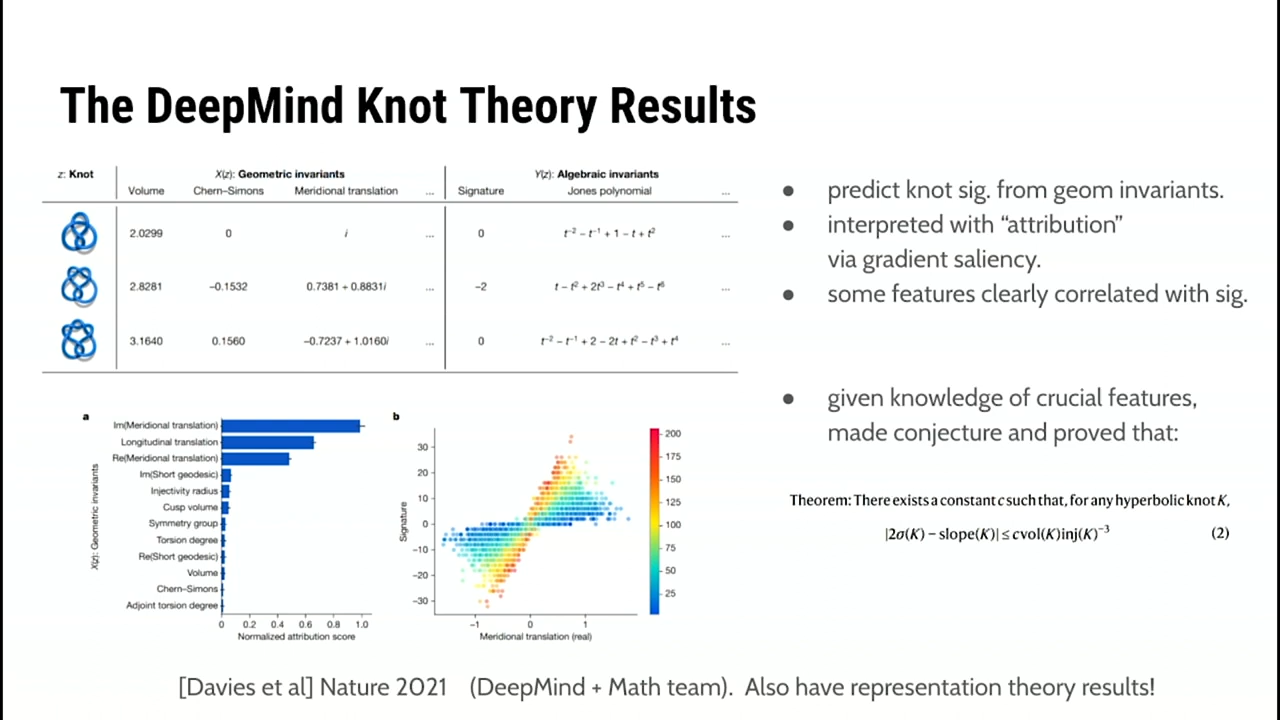 The DeepMind Knot Theory Results
z: Knot X(z): Geometric invariants Y(z): Algebraic invariants
Volume Chern–Simons Meridional translation ... Signature Jones polynomial ...
2.0299 0 i ... 0 t⁻² − t⁻¹ + 1 − t + t² ...
2.8281 −0.1532 0.7381 + 0.8831i ... −2 t − t² + 2t³ − t⁴ + t⁵ − t⁶ ...
3.1640 0.1560 −0.7237 + 1.0160i ... 0 t⁻² − t⁻¹ + 2 − 2t + t² − t³ + t⁴ ...
● predict knot sig. from geom invariants.
● interpreted with “attribution”
via gradient saliency.
● some features clearly correlated with sig.
● given knowledge of crucial features,
made conjecture and proved that:
Theorem: There exists a constant c such that, for any hyperbolic knot K,
|2σ(K) − slope(K)| ≤ cvol(K)inj(K)⁻³ (2)
a
X(z): Geometric invariants
Im(Meridional translation)
Longitudinal translation
Re(Meridional translation)
Im(Short geodesic)
Injectivity radius
Cusp volume
Symmetry group
Torsion degree
Re(Short geodesic)
Volume
Chern–Simons
Adjoint torsion degree
0 0.2 0.4 0.6 0.8 1.0
Normalized attribution score
b
Signature
30
20
10
0
−10
−20
−30
−1 0 1
Meridional translation (real)
200
175
150
125
100
75
50
25
[Davies et al] Nature 2021 (DeepMind + Math team). Also have representation theory results!